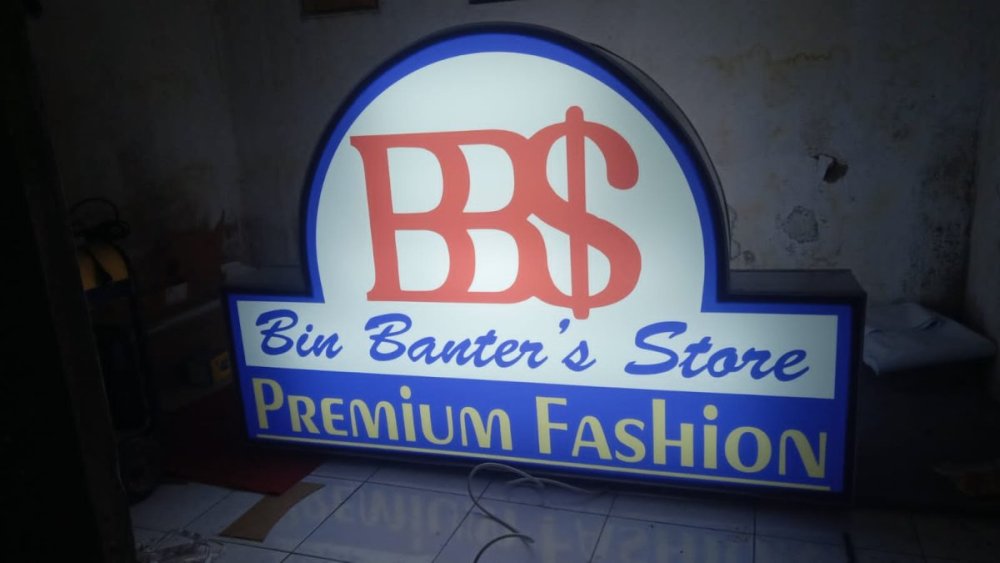 BB$
Bin Banter's Store
PREMIUM FASHION